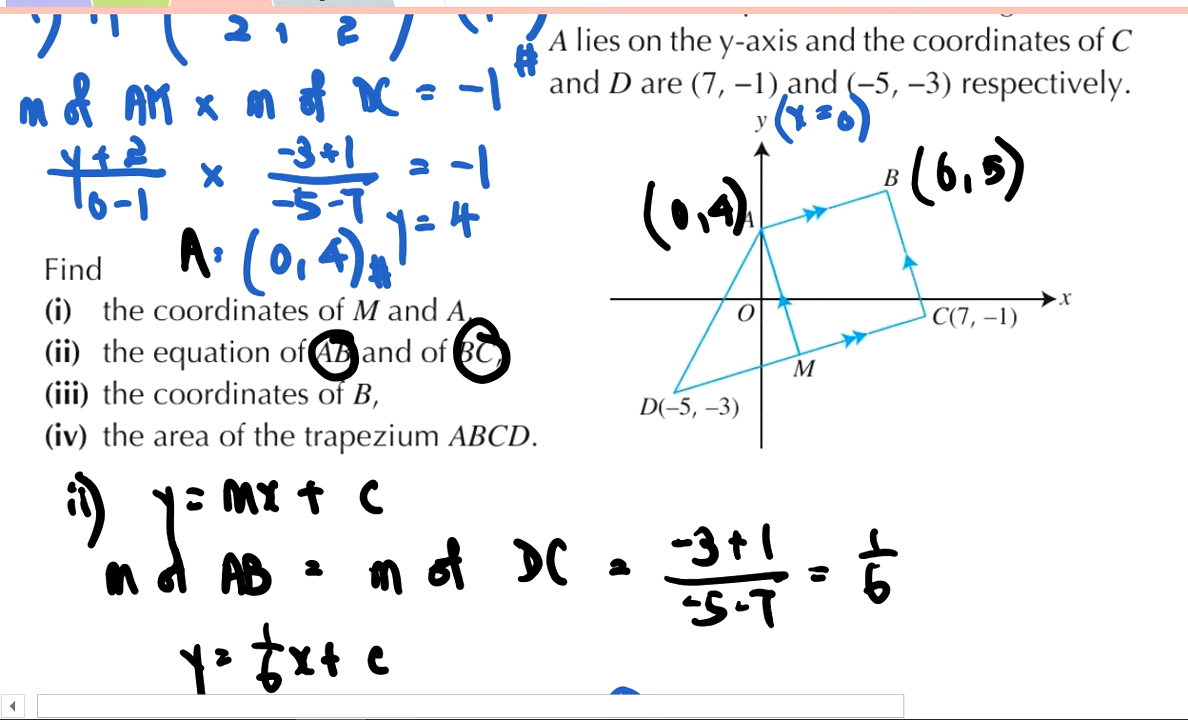 2 , 2
A lies on the y-axis and the coordinates of C
and D are (7, −1) and (−5, −3) respectively.
m of AM × m of DC = -1
y+2 / 0-1 × -3+1 / -5-7 = -1
y = 4
A: (0, 4)#
y (x = 0)
(0,4) A
B (6,5)
O
x
C(7, −1)
M
D(−5, −3)
Find
(i) the coordinates of M and A,
(ii) the equation of AB and of BC,
(iii) the coordinates of B,
(iv) the area of the trapezium ABCD.
ii) y = mx + c
m of AB = m of DC = -3+1 / -5-7 = 1/6
y = 1/6 x + c